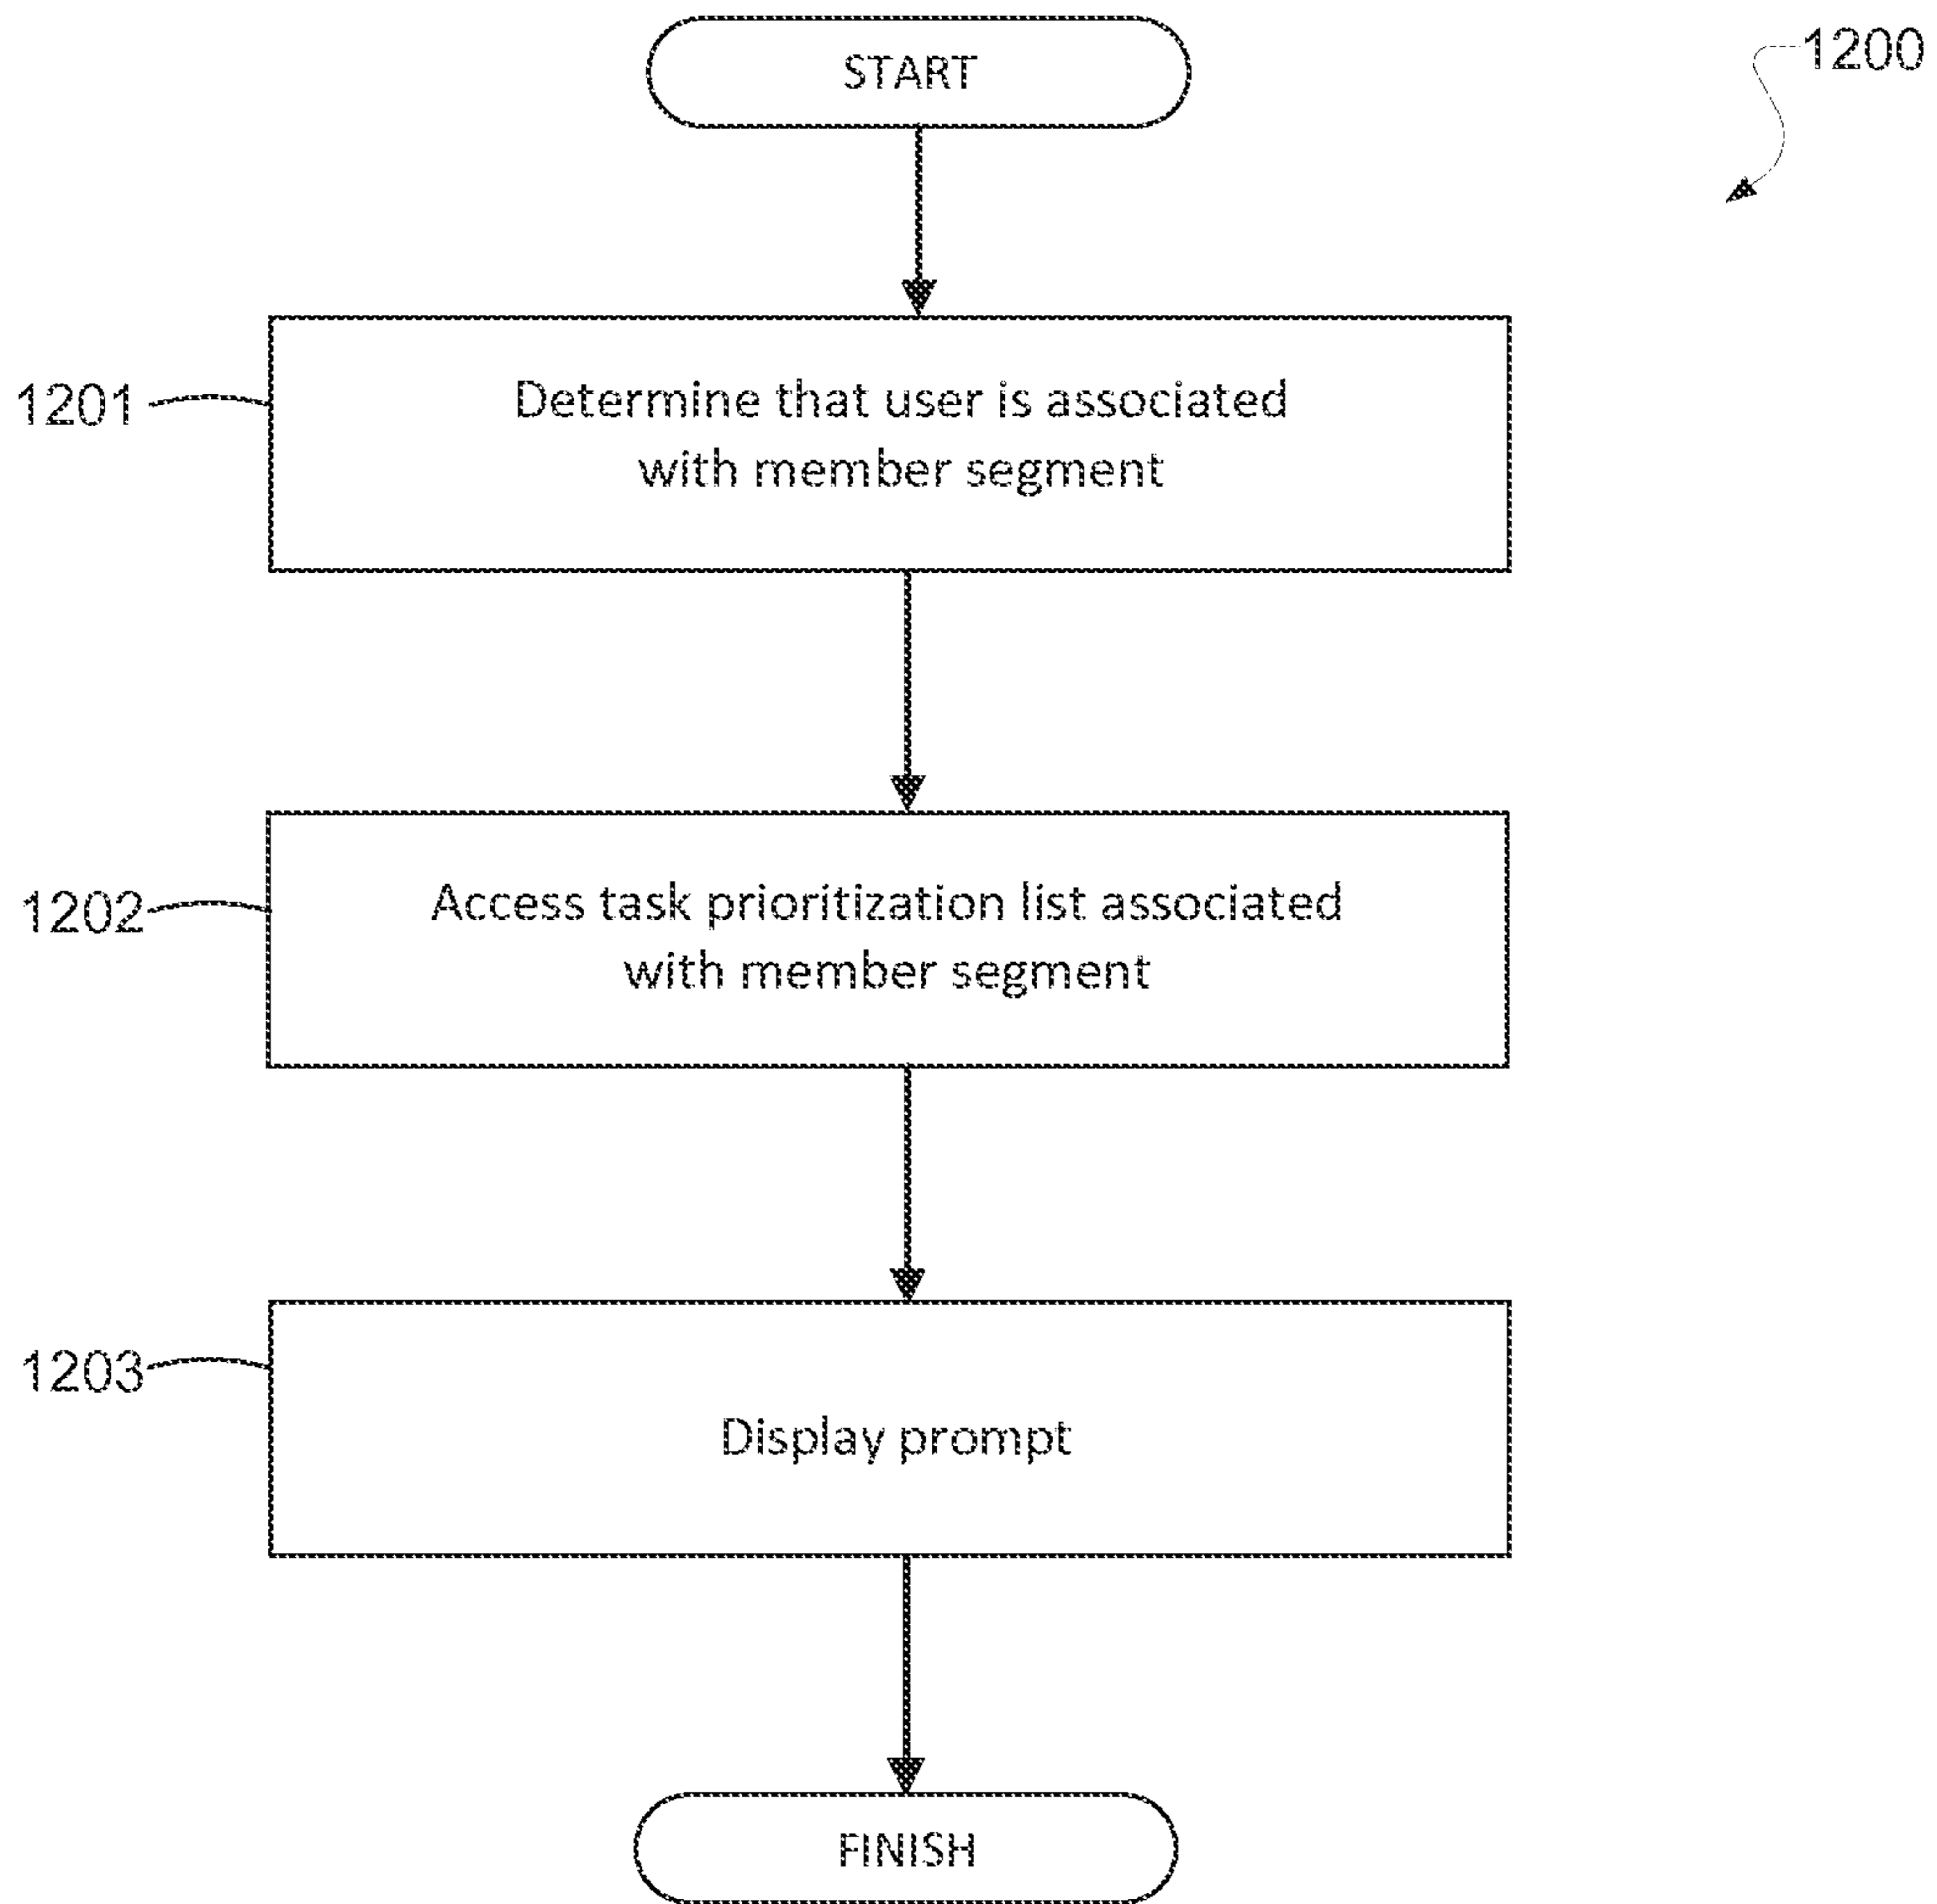 START
1200
1201
Determine that user is associated
with member segment
1202
Access task prioritization list associated
with member segment
1203
Display prompt
FINISH